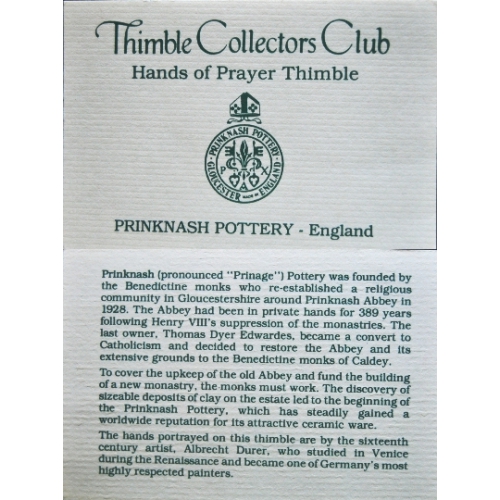 Thimble Collectors Club
Hands of Prayer Thimble
PRINKNASH POTTERY
GLOUCESTER ENGLAND
P X
A
PRINKNASH POTTERY - England
Prinknash (pronounced "Prinage") Pottery was founded by
the Benedictine monks who re-established a religious
community in Gloucestershire around Prinknash Abbey in
1928. The Abbey had been in private hands for 389 years
following Henry VIII's suppression of the monastries. The
last owner, Thomas Dyer Edwardes, became a convert to
Catholicism and decided to restore the Abbey and its
extensive grounds to the Benedictine monks of Caldey.
To cover the upkeep of the old Abbey and fund the building
of a new monastry, the monks must work. The discovery of
sizeable deposits of clay on the estate led to the beginning of
the Prinknash Pottery, which has steadily gained a
worldwide reputation for its attractive ceramic ware.
The hands portrayed on this thimble are by the sixteenth
century artist, Albrecht Durer, who studied in Venice
during the Renaissance and became one of Germany's most
highly respected painters.